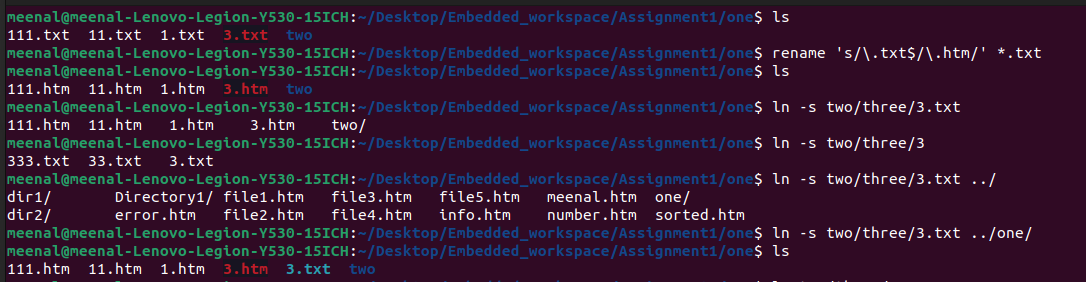 meenal@meenal-Lenovo-Legion-Y530-15ICH:~/Desktop/Embedded_workspace/Assignment1/one$ ls
111.txt  11.txt  1.txt  3.txt  two
meenal@meenal-Lenovo-Legion-Y530-15ICH:~/Desktop/Embedded_workspace/Assignment1/one$ rename 's/\.txt$/\.htm/' *.txt
meenal@meenal-Lenovo-Legion-Y530-15ICH:~/Desktop/Embedded_workspace/Assignment1/one$ ls
111.htm  11.htm  1.htm  3.htm  two
meenal@meenal-Lenovo-Legion-Y530-15ICH:~/Desktop/Embedded_workspace/Assignment1/one$ ln -s two/three/3.txt
111.htm  11.htm   1.htm    3.htm    two/
meenal@meenal-Lenovo-Legion-Y530-15ICH:~/Desktop/Embedded_workspace/Assignment1/one$ ln -s two/three/3
333.txt  33.txt   3.txt
meenal@meenal-Lenovo-Legion-Y530-15ICH:~/Desktop/Embedded_workspace/Assignment1/one$ ln -s two/three/3.txt ../
dir1/       Directory1/ file1.htm   file3.htm   file5.htm   meenal.htm  one/
dir2/       error.htm   file2.htm   file4.htm   info.htm    number.htm  sorted.htm
meenal@meenal-Lenovo-Legion-Y530-15ICH:~/Desktop/Embedded_workspace/Assignment1/one$ ln -s two/three/3.txt ../one/
meenal@meenal-Lenovo-Legion-Y530-15ICH:~/Desktop/Embedded_workspace/Assignment1/one$ ls
111.htm  11.htm  1.htm  3.htm  3.txt  two